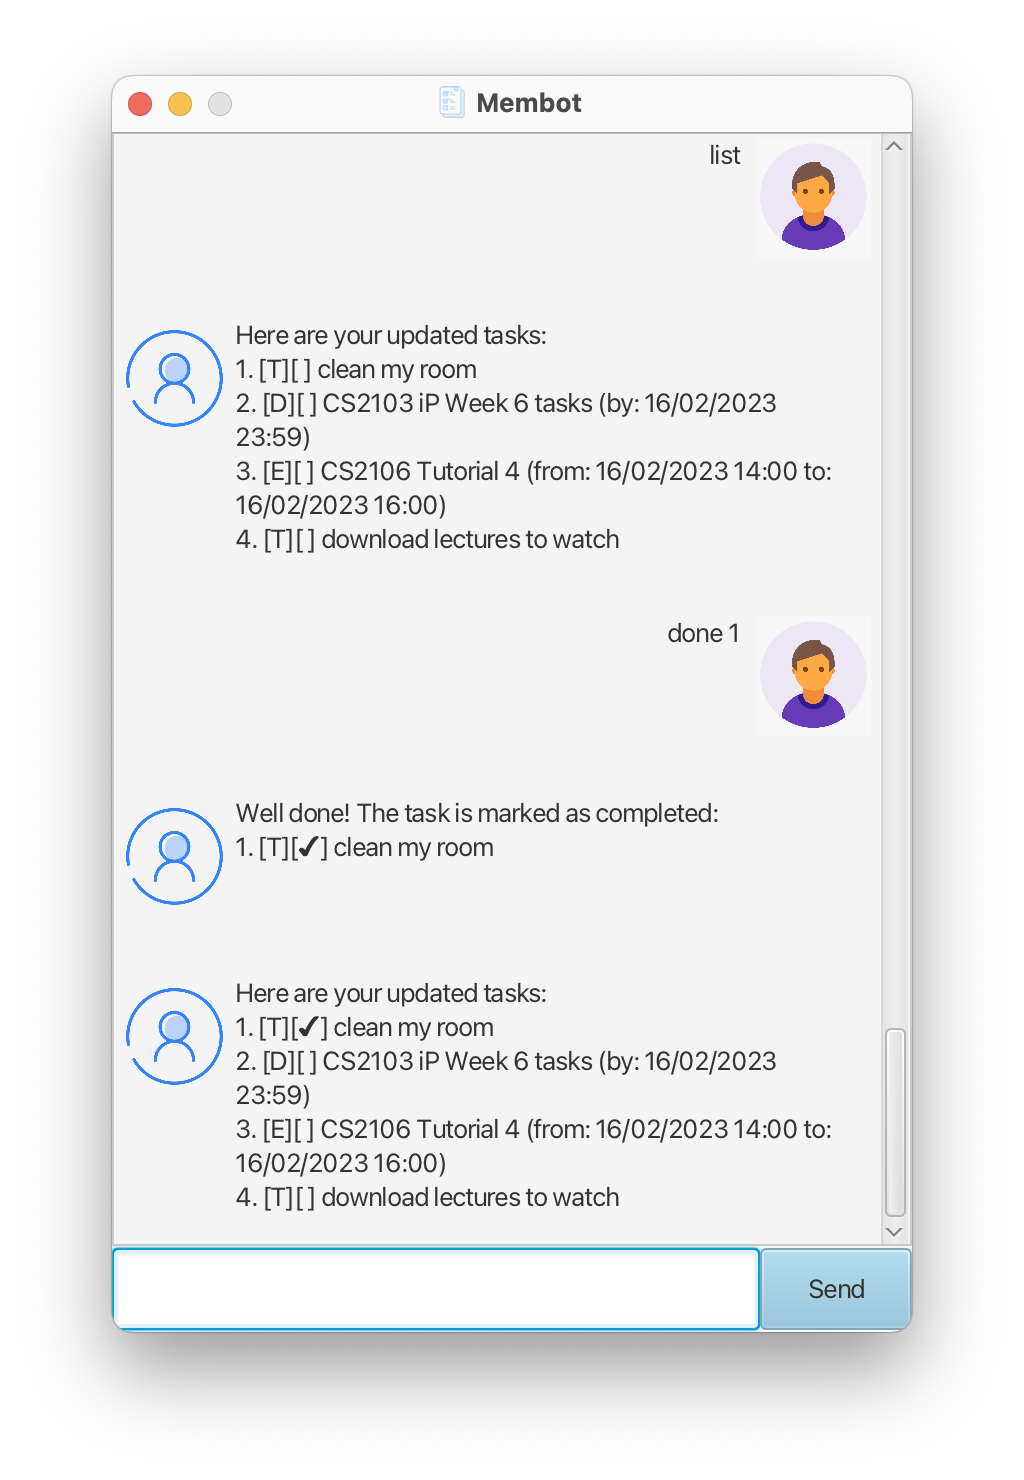 Membot
list
Here are your updated tasks:
1. [T][ ] clean my room
2. [D][ ] CS2103 iP Week 6 tasks (by: 16/02/2023
23:59)
3. [E][ ] CS2106 Tutorial 4 (from: 16/02/2023 14:00 to:
16/02/2023 16:00)
4. [T][ ] download lectures to watch
done 1
Well done! The task is marked as completed:
1. [T][✔] clean my room
Here are your updated tasks:
1. [T][✔] clean my room
2. [D][ ] CS2103 iP Week 6 tasks (by: 16/02/2023
23:59)
3. [E][ ] CS2106 Tutorial 4 (from: 16/02/2023 14:00 to:
16/02/2023 16:00)
4. [T][ ] download lectures to watch
Send